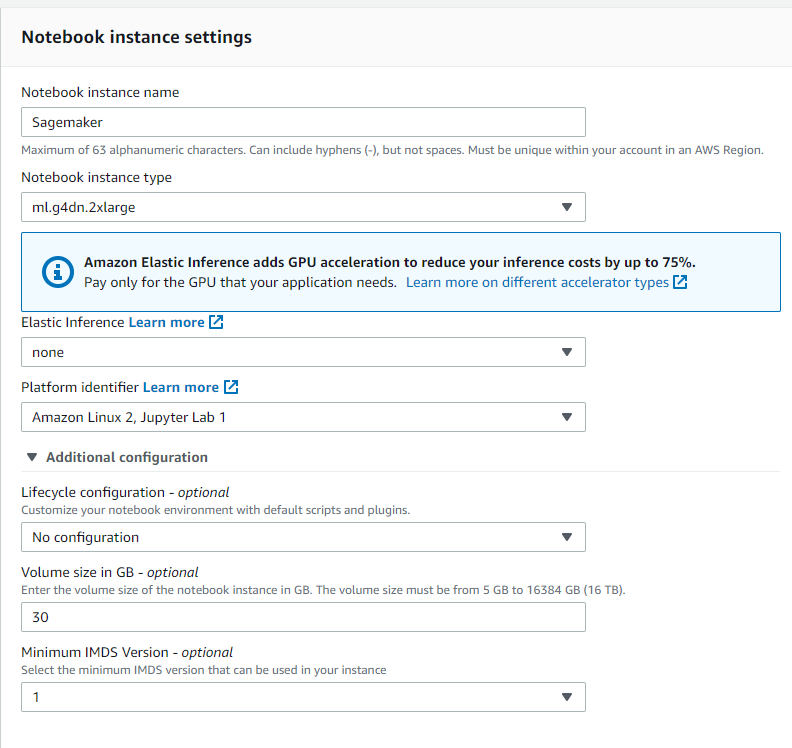 Notebook instance settings
Notebook instance name
Sagemaker
Maximum of 63 alphanumeric characters. Can include hyphens (-), but not spaces. Must be unique within your account in an AWS Region.
Notebook instance type
ml.g4dn.2xlarge
Amazon Elastic Inference adds GPU acceleration to reduce your inference costs by up to 75%.
Pay only for the GPU that your application needs. Learn more on different accelerator types
Elastic Inference Learn more
none
Platform identifier Learn more
Amazon Linux 2, Jupyter Lab 1
Additional configuration
Lifecycle configuration - optional
Customize your notebook environment with default scripts and plugins.
No configuration
Volume size in GB - optional
Enter the volume size of the notebook instance in GB. The volume size must be from 5 GB to 16384 GB (16 TB).
30
Minimum IMDS Version - optional
Select the minimum IMDS version that can be used in your instance
1